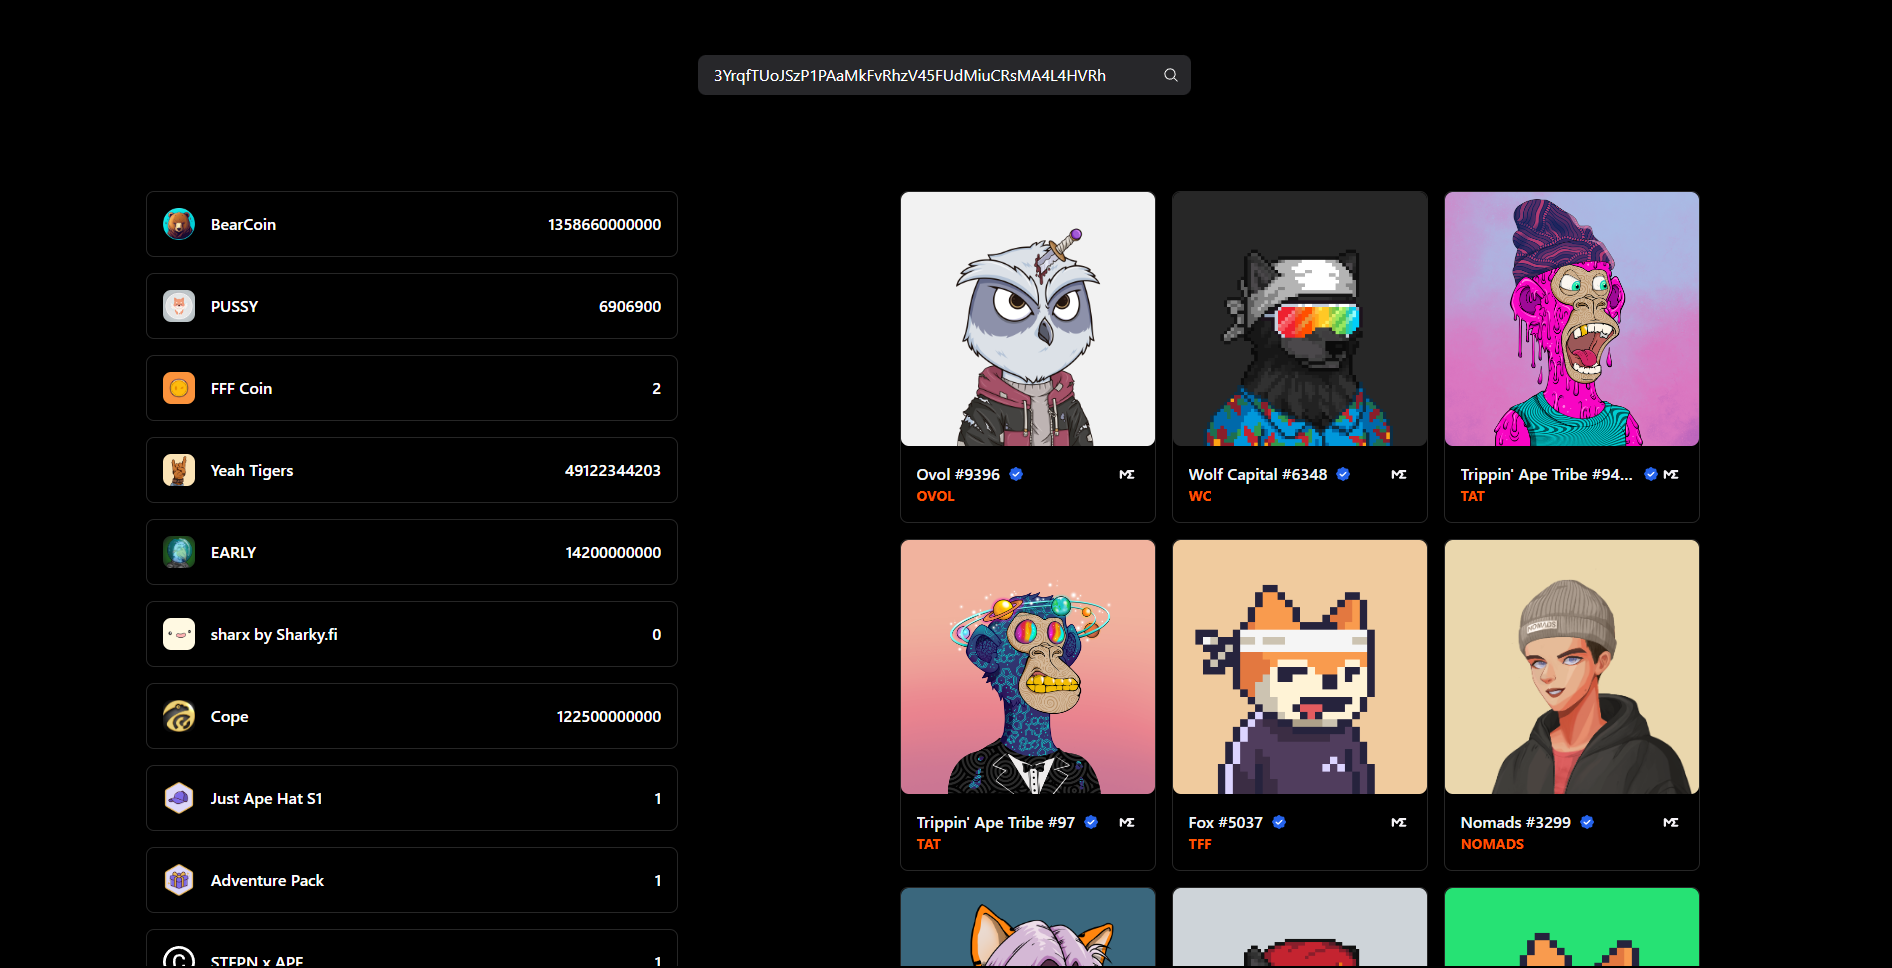 3YrqfTUoJSzP1PAaMkFvRhzV45FUdMiuCRsMA4L4HVRh
BearCoin 1358660000000
PUSSY 6906900
FFF Coin 2
Yeah Tigers 49122344203
EARLY 14200000000
sharx by Sharky.fi 0
Cope 122500000000
Just Ape Hat S1 1
Adventure Pack 1
STEPN x APE 1
Ovol #9396
OVOL
Wolf Capital #6348
WC
Trippin' Ape Tribe #94...
TAT
Trippin' Ape Tribe #97
TAT
Fox #5037
TFF
NOMADS
Nomads #3299
NOMADS